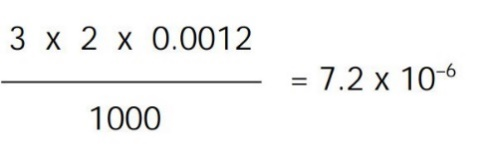 3 x 2 x 0.0012
= 7.2 x 10⁻⁶
1000